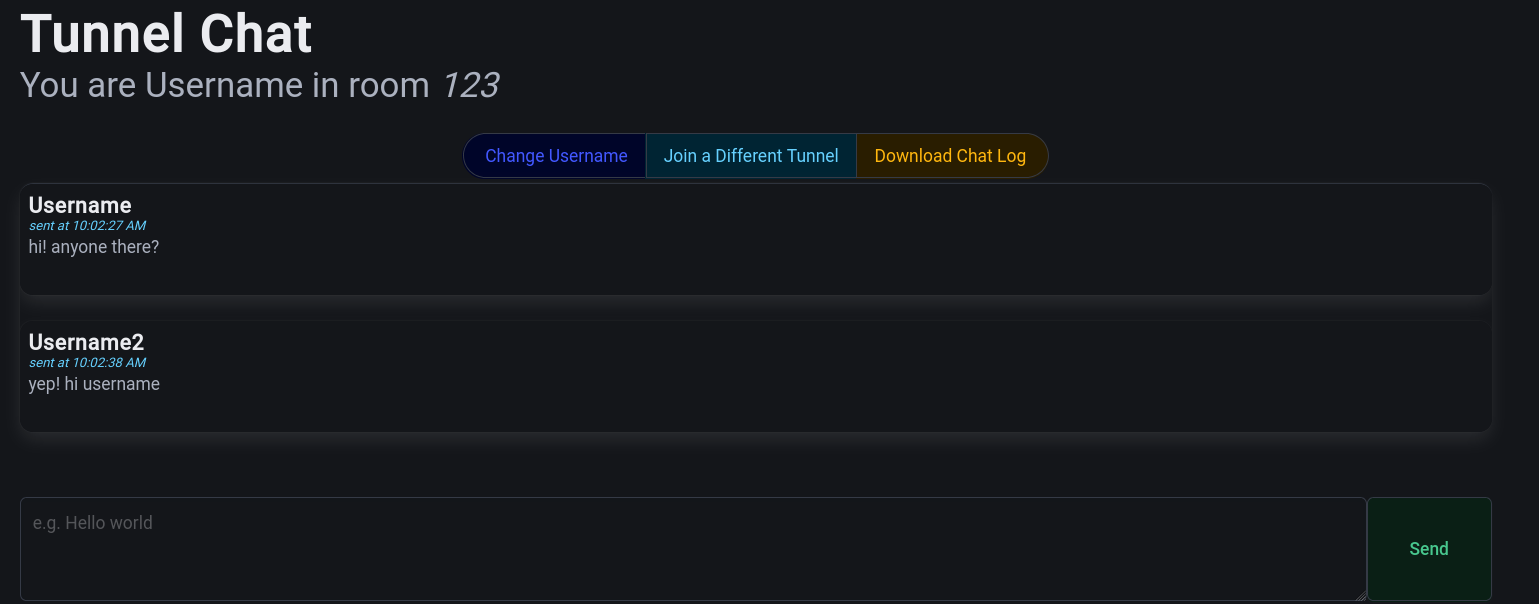 Tunnel Chat
You are Username in room 123
Change Username Join a Different Tunnel Download Chat Log
Username
sent at 10:02:27 AM
hi! anyone there?
Username2
sent at 10:02:38 AM
yep! hi username
e.g. Hello world
Send